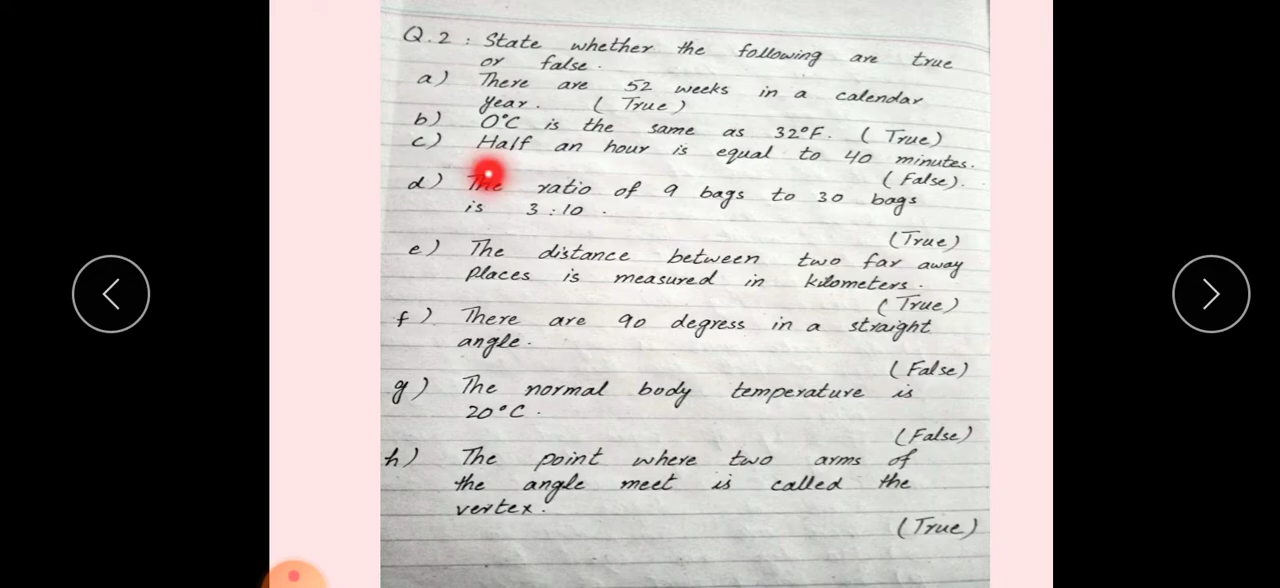 Q.2 : State whether the following are true
or false.
a) There are 52 weeks in a calendar
year. (True)
b) 0°C is the same as 32°F. (True)
c) Half an hour is equal to 40 minutes.
(False).
d) The ratio of 9 bags to 30 bags
is 3:10.
(True)
e) The distance between two far away
places is measured in kilometers.
(True)
f) There are 90 degress in a straight
angle.
(False)
g) The normal body temperature is
20°C.
(False)
h) The point where two arms of
the angle meet is called the
vertex.
(True)